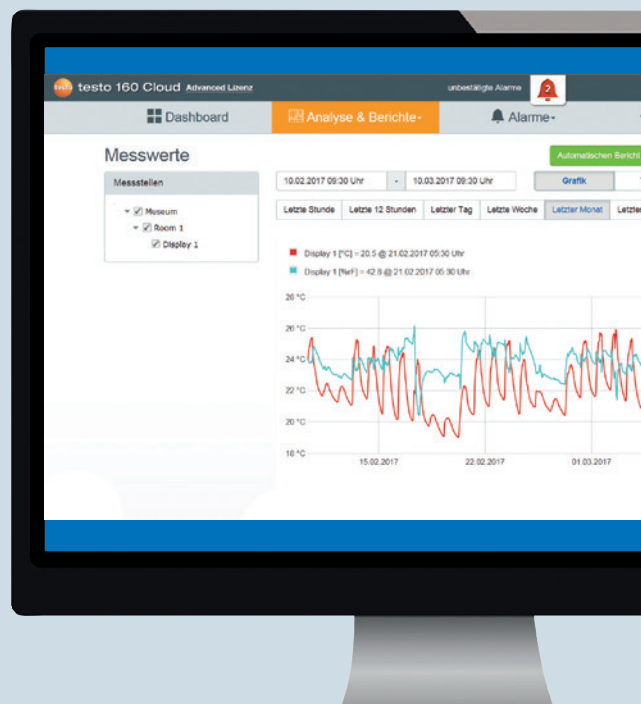 testo
testo 160 Cloud Advanced Lizenz
unbestätigte Alarme
2
Dashboard
Analyse & Berichte
Alarme
Messwerte
Automatischen Bericht
Messstellen
10.02.2017 09:30 Uhr - 10.03.2017 09:30 Uhr
Grafik
Museum
Room 1
Display 1
Letzte Stunde Letzte 12 Stunden Letzter Tag Letzte Woche Letzter Monat Letzter
Display 1 [°C] = 20.5 @ 21.02.2017 05:30 Uhr
Display 1 [%rF] = 42.8 @ 21.02.2017 05:30 Uhr
28 °C
26 °C
24 °C
22 °C
20 °C
18 °C
15.02.2017 22.02.2017 01.03.2017